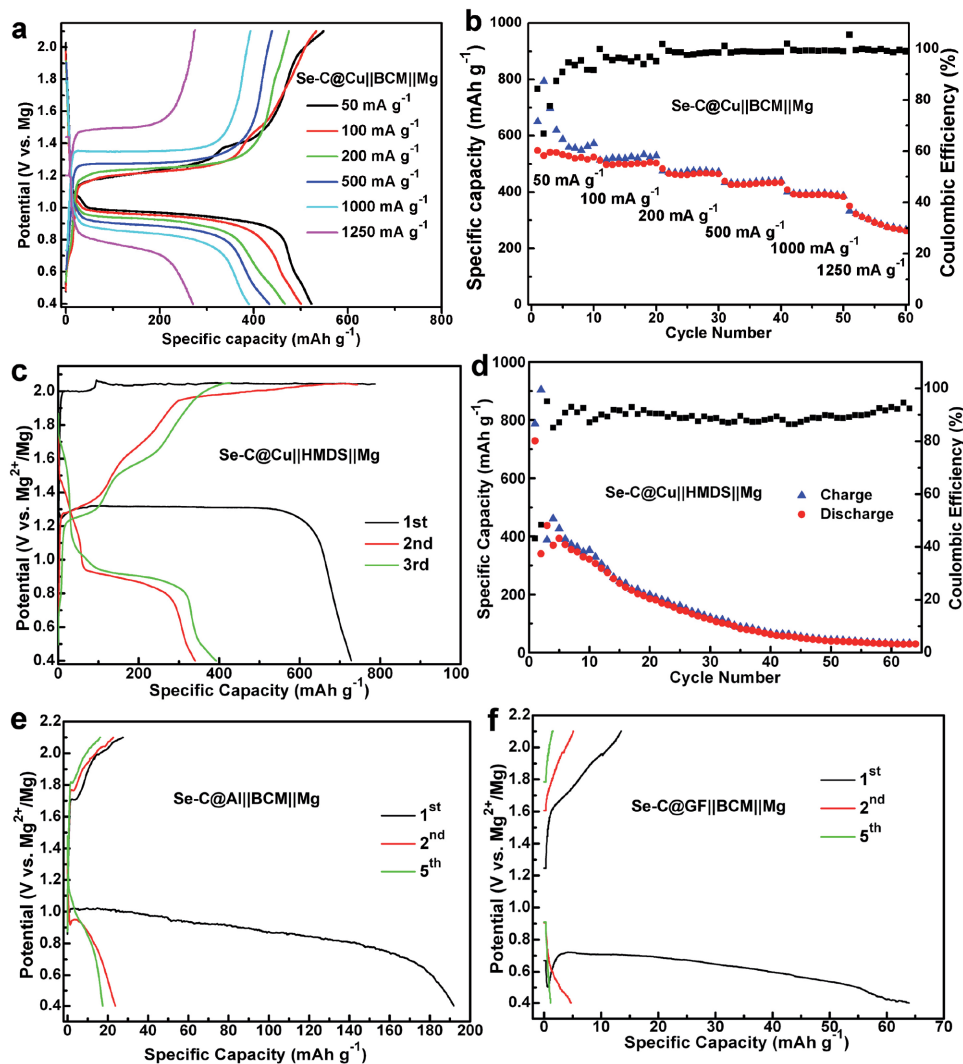 a
Potential (V vs. Mg)
2.0
1.6
1.2
0.8
0.4
Se-C@Cu||BCM||Mg
50 mA g⁻¹
100 mA g⁻¹
200 mA g⁻¹
500 mA g⁻¹
1000 mA g⁻¹
1250 mA g⁻¹
0 200 400 600 800
Specific capacity (mAh g⁻¹)
b
Specific capacity (mAh g⁻¹)
1000
900
800
700
600
500
400
300
200
100
0
Se-C@Cu||BCM||Mg
50 mA g⁻¹
100 mA g⁻¹
200 mA g⁻¹
500 mA g⁻¹
1000 mA g⁻¹
1250 mA g⁻¹
100
80
60
40
20
0
Coulombic Efficiency (%)
0 10 20 30 40 50 60
Cycle Number
c
Potential (V vs. Mg²⁺/Mg)
2.0
1.8
1.6
1.4
1.2
1.0
0.8
0.6
0.4
Se-C@Cu||HMDS||Mg
1st
2nd
3rd
0 200 400 600 800 100
Specific Capacity (mAh g⁻¹)
d
Specific Capacity (mAh g⁻¹)
1000
800
600
400
200
0
Se-C@Cu||HMDS||Mg
Charge
Discharge
100
80
60
40
20
0
Coulombic Efficiency (%)
0 10 20 30 40 50 60
Cycle Number
e
Potential (V vs. Mg²⁺/Mg)
2.2
2.0
1.8
1.6
1.4
1.2
1.0
0.8
0.6
0.4
Se-C@Al||BCM||Mg
1st
2nd
5th
0 20 40 60 80 100 120 140 160 180 200
Specific Capacity (mAh g⁻¹)
f
Potential (V vs. Mg²⁺/Mg)
2.2
2.0
1.8
1.6
1.4
1.2
1.0
0.8
0.6
0.4
Se-C@GF||BCM||Mg
1st
2nd
5th
0 10 20 30 40 50 60 70
Specific Capacity (mAh g⁻¹)